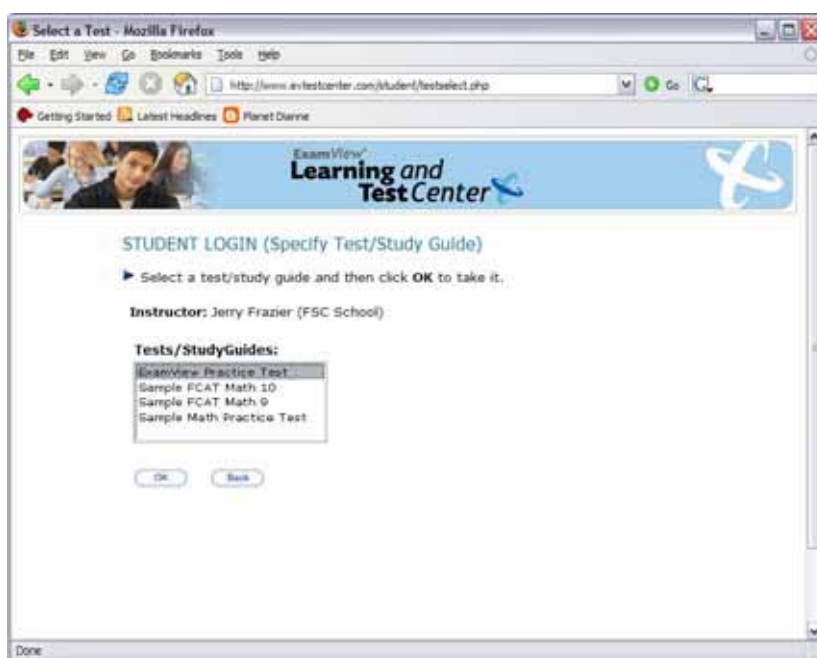 Select a Test - Mozilla Firefox
File Edit View Go Bookmarks Tools Help
http://www.evtestcenter.com/student/testselect.php Go
Getting Started Latest Headlines Planet Dianne
ExamView®
Learning and
Test Center
STUDENT LOGIN (Specify Test/Study Guide)
Select a test/study guide and then click OK to take it.
Instructor: Jerry Frazier (FSC School)
Tests/StudyGuides:
ExamView Practice Test
Sample FCAT Math 10
Sample FCAT Math 9
Sample Math Practice Test
OK Back
Done